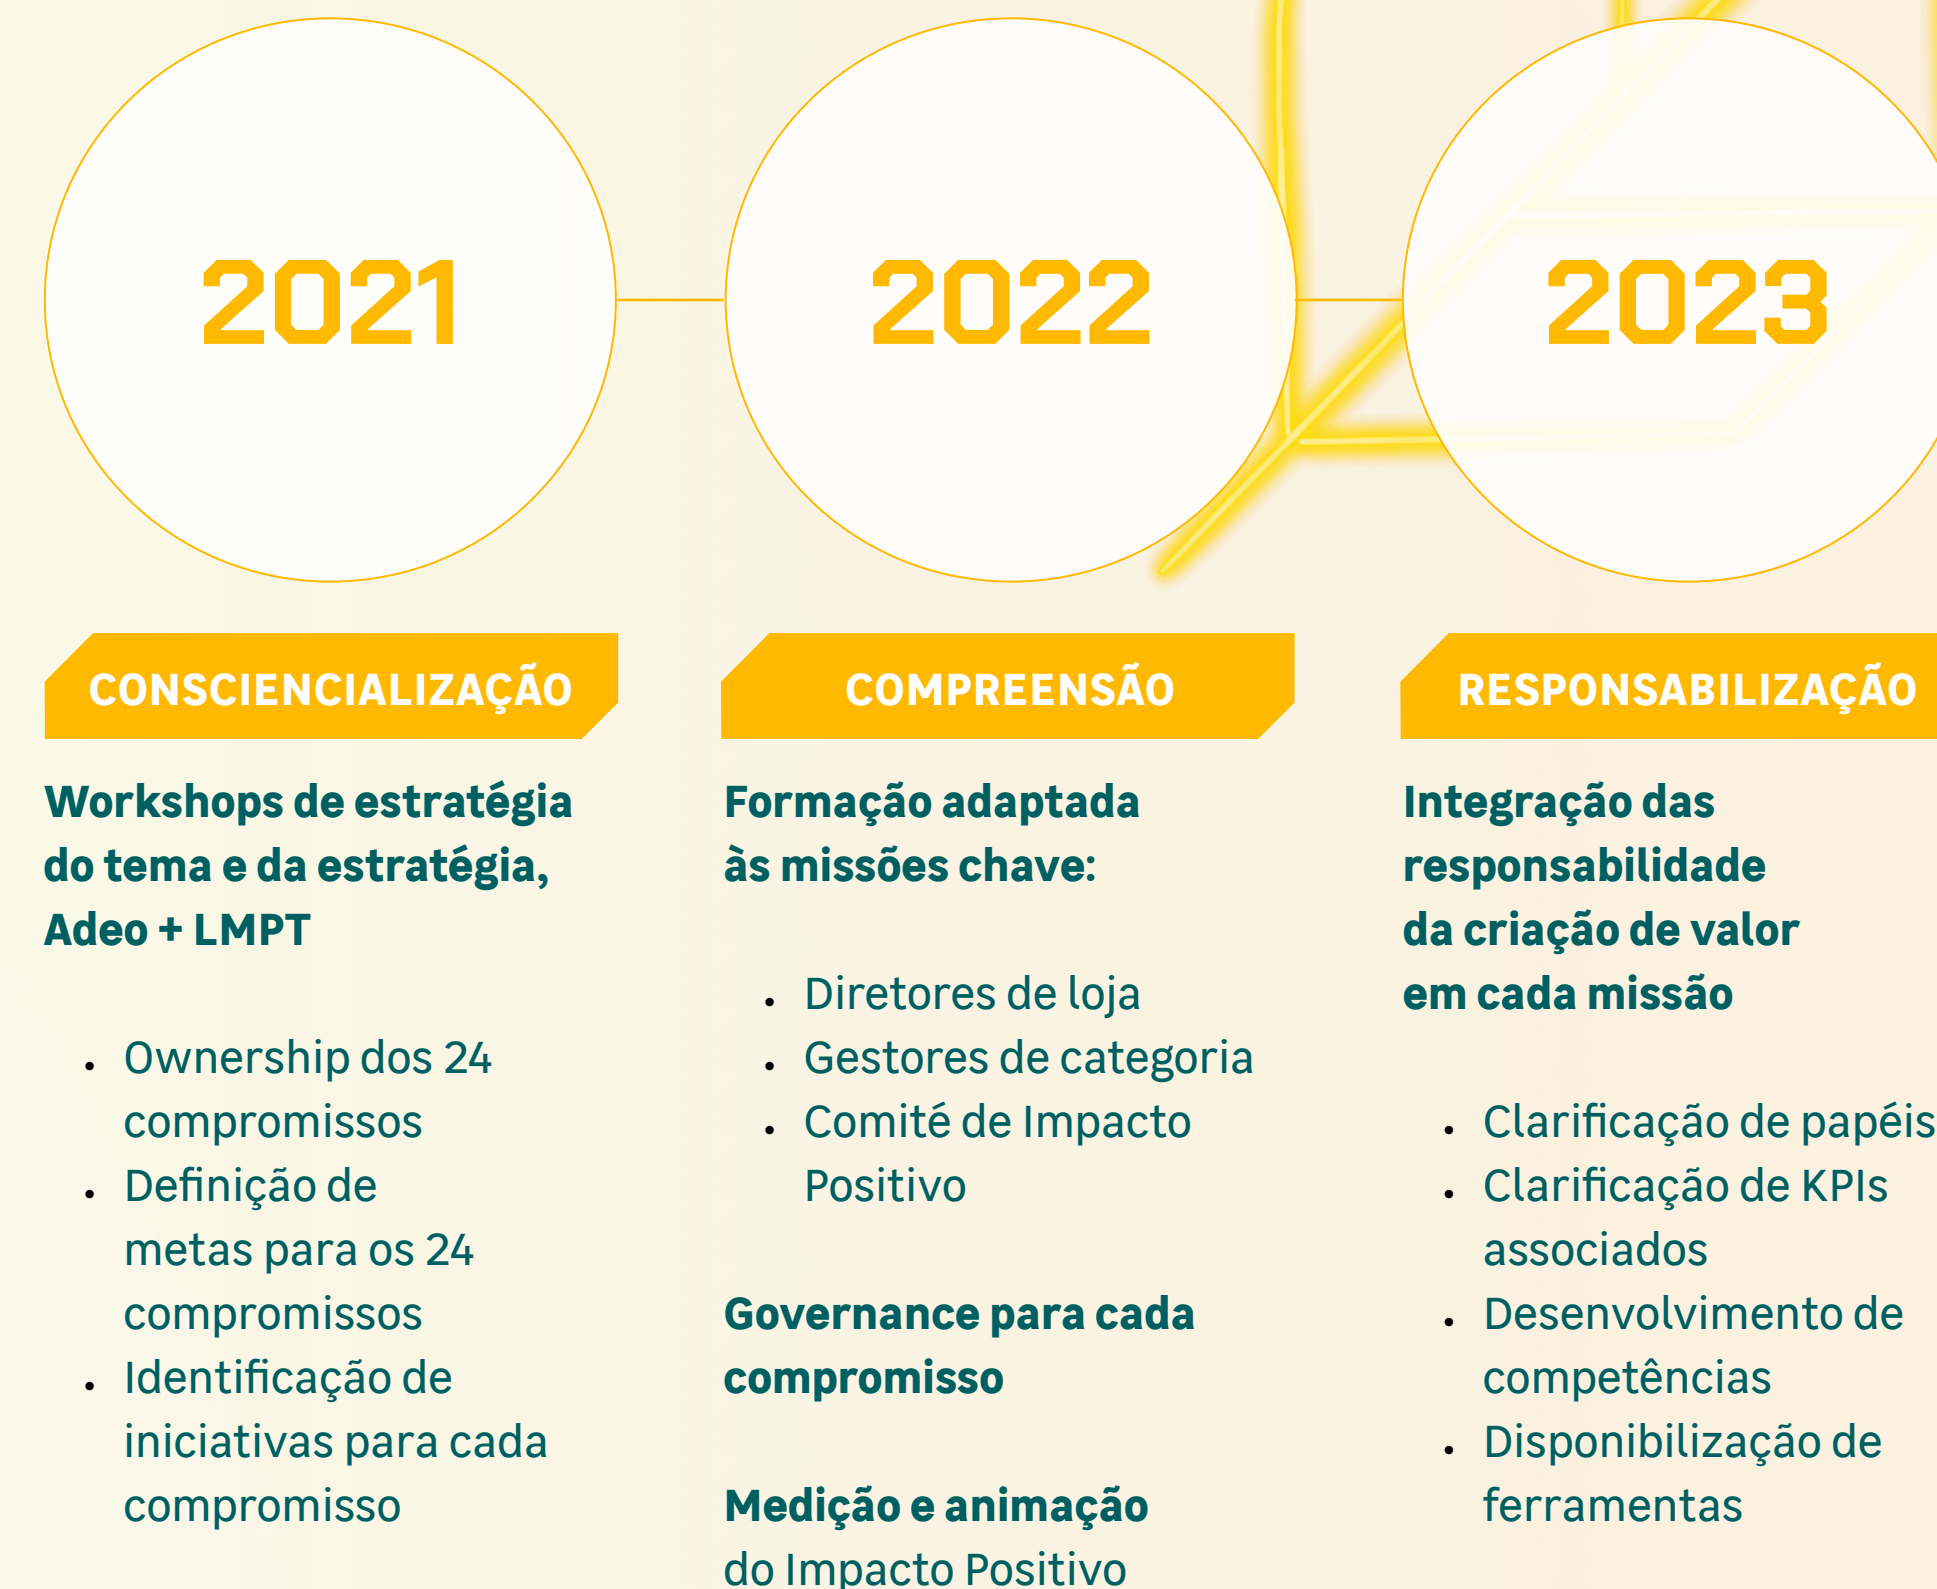 2021
CONSCIENCIALIZAÇÃO
Workshops de estratégia
do tema e da estratégia,
Adeo + LMPT
• Ownership dos 24
compromissos
• Definição de
metas para os 24
compromissos
• Identificação de
iniciativas para cada
compromisso
2022
COMPREENSÃO
Formação adaptada
às missões chave:
• Diretores de loja
• Gestores de categoria
• Comité de Impacto
Positivo
Governance para cada
compromisso
Medição e animação
do Impacto Positivo
2023
RESPONSABILIZAÇÃO
Integração das
responsabilidade
da criação de valor
em cada missão
• Clarificação de papéis
• Clarificação de KPIs
associados
• Desenvolvimento de
competências
• Disponibilização de
ferramentas